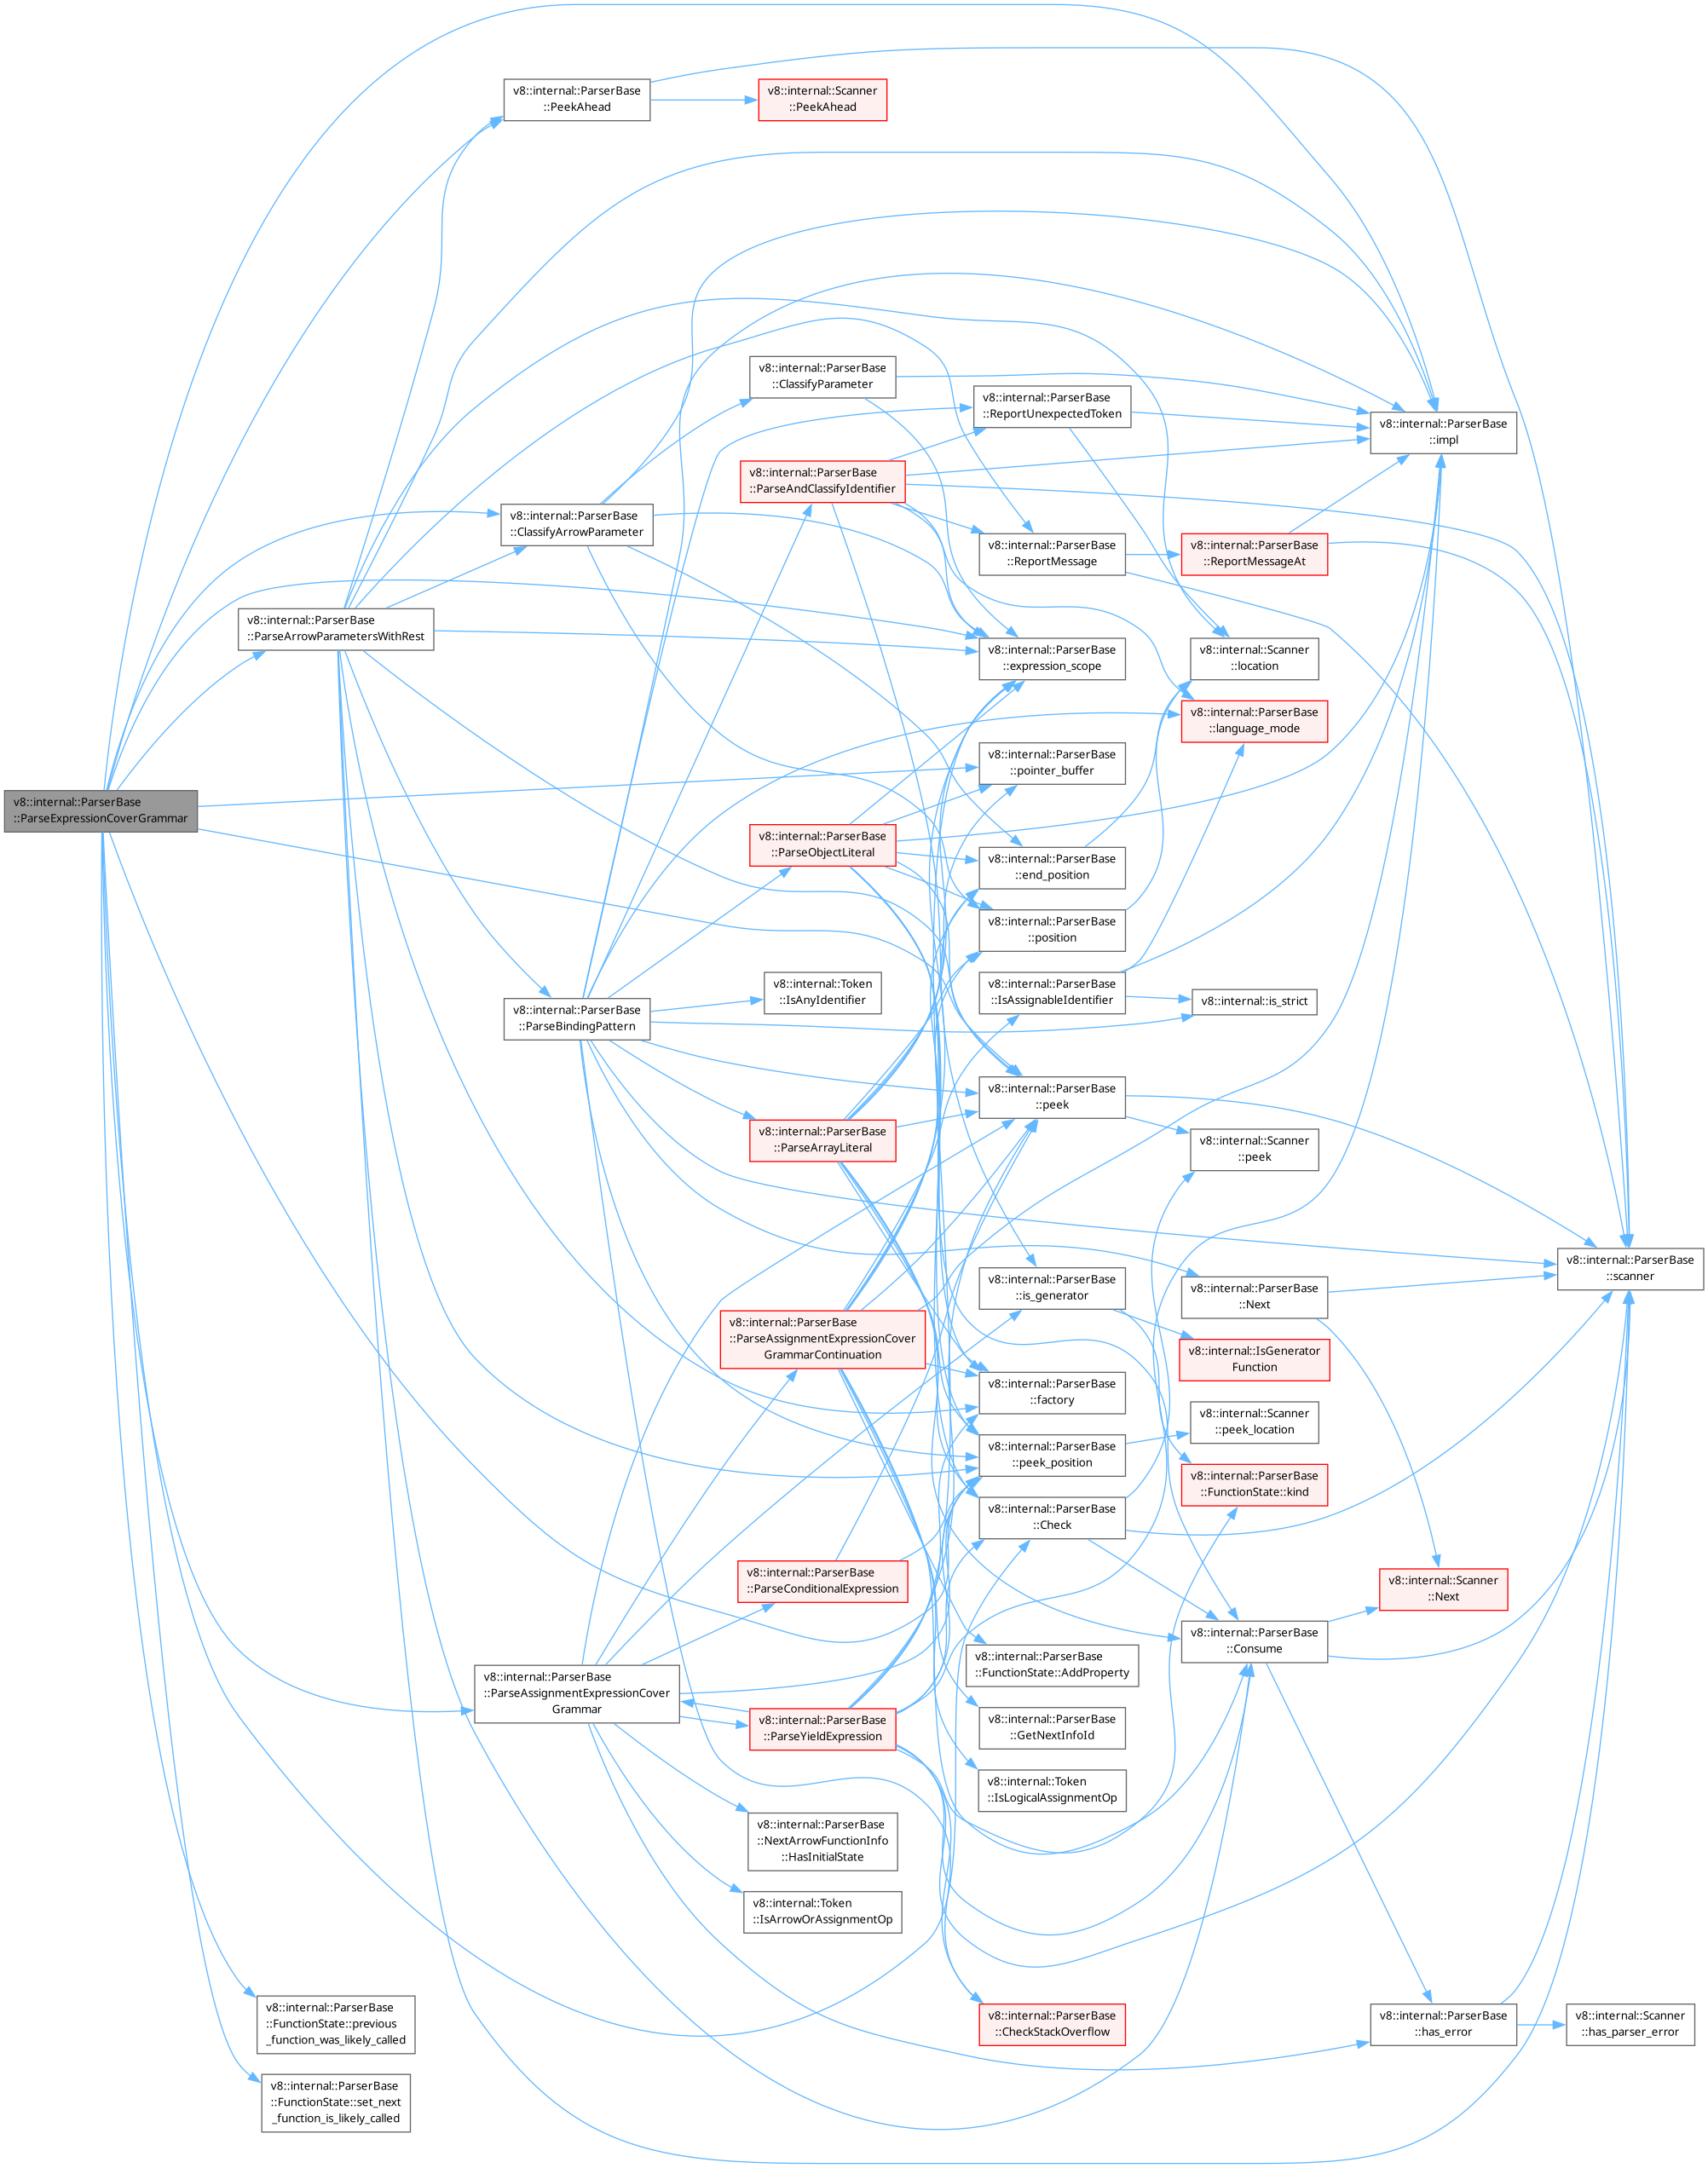 v8::internal::ParserBase
::ParseExpressionCoverGrammar
v8::internal::ParserBase
::ParseArrowParametersWithRest
v8::internal::ParserBase
::FunctionState::previous
_function_was_likely_called
v8::internal::ParserBase
::FunctionState::set_next
_function_is_likely_called
v8::internal::ParserBase
::PeekAhead
v8::internal::ParserBase
::ClassifyArrowParameter
v8::internal::ParserBase
::ParseBindingPattern
v8::internal::ParserBase
::ParseAssignmentExpressionCover
Grammar
v8::internal::Scanner
::PeekAhead
v8::internal::ParserBase
::ClassifyParameter
v8::internal::ParserBase
::ParseAndClassifyIdentifier
v8::internal::ParserBase
::ParseObjectLiteral
v8::internal::Token
::IsAnyIdentifier
v8::internal::ParserBase
::ParseArrayLiteral
v8::internal::ParserBase
::ParseAssignmentExpressionCover
GrammarContinuation
v8::internal::ParserBase
::ParseConditionalExpression
v8::internal::ParserBase
::ParseYieldExpression
v8::internal::ParserBase
::NextArrowFunctionInfo
::HasInitialState
v8::internal::Token
::IsArrowOrAssignmentOp
v8::internal::ParserBase
::ReportUnexpectedToken
v8::internal::ParserBase
::ReportMessage
v8::internal::ParserBase
::expression_scope
v8::internal::ParserBase
::pointer_buffer
v8::internal::ParserBase
::end_position
v8::internal::ParserBase
::position
v8::internal::ParserBase
::IsAssignableIdentifier
v8::internal::ParserBase
::peek
v8::internal::ParserBase
::is_generator
v8::internal::ParserBase
::factory
v8::internal::ParserBase
::peek_position
v8::internal::ParserBase
::Check
v8::internal::ParserBase
::FunctionState::AddProperty
v8::internal::ParserBase
::GetNextInfoId
v8::internal::Token
::IsLogicalAssignmentOp
v8::internal::ParserBase
::CheckStackOverflow
v8::internal::ParserBase
::ReportMessageAt
v8::internal::Scanner
::location
v8::internal::ParserBase
::language_mode
v8::internal::is_strict
v8::internal::Scanner
::peek
v8::internal::ParserBase
::Next
v8::internal::IsGenerator
Function
v8::internal::Scanner
::peek_location
v8::internal::ParserBase
::FunctionState::kind
v8::internal::ParserBase
::Consume
v8::internal::ParserBase
::impl
v8::internal::Scanner
::Next
v8::internal::ParserBase
::has_error
v8::internal::ParserBase
::scanner
v8::internal::Scanner
::has_parser_error